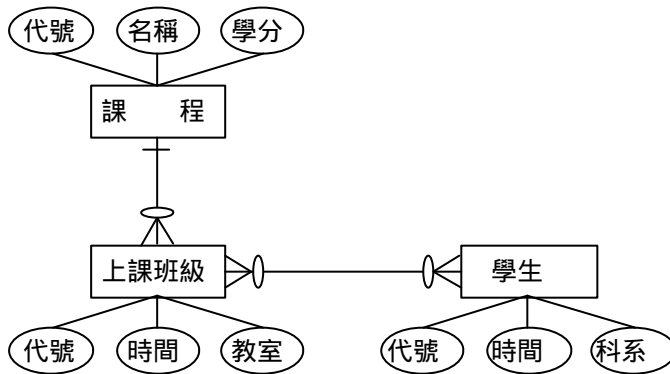 代號 名稱 學分
課 程
上課班級 學生
代號 時間 教室 代號 時間 科系